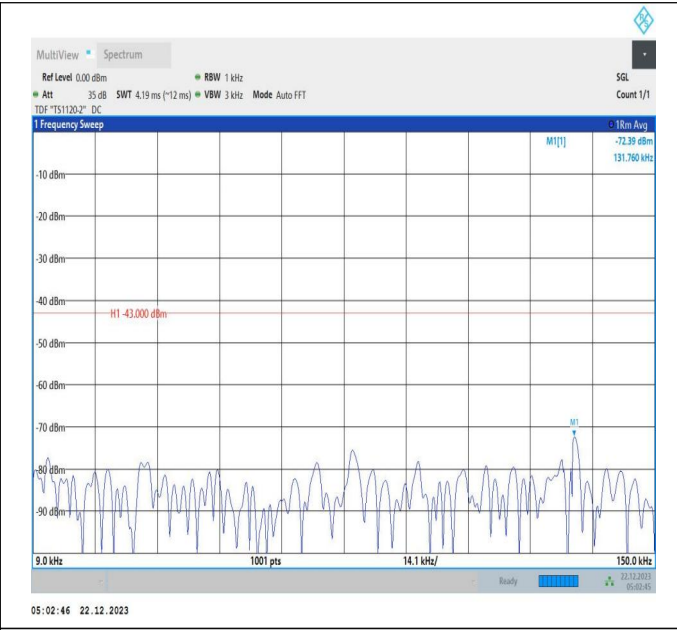 R S
MultiView Spectrum
Ref Level 0.00 dBm RBW 1 kHz SGL
Att 35 dB SWT 4.19 ms (~12 ms) VBW 3 kHz Mode Auto FFT Count 1/1
TDF "TS1120-2" DC
1 Frequency Sweep 1Rm Avg
M1[1] -72.39 dBm
131.760 kHz
-10 dBm
-20 dBm
-30 dBm
-40 dBm
H1 -43.000 dBm
-50 dBm
-60 dBm
-70 dBm
M1
-80 dBm
-90 dBm
9.0 kHz 1001 pts 14.1 kHz/ 150.0 kHz
Ready 22.12.2023
05:02:45
05:02:46 22.12.2023